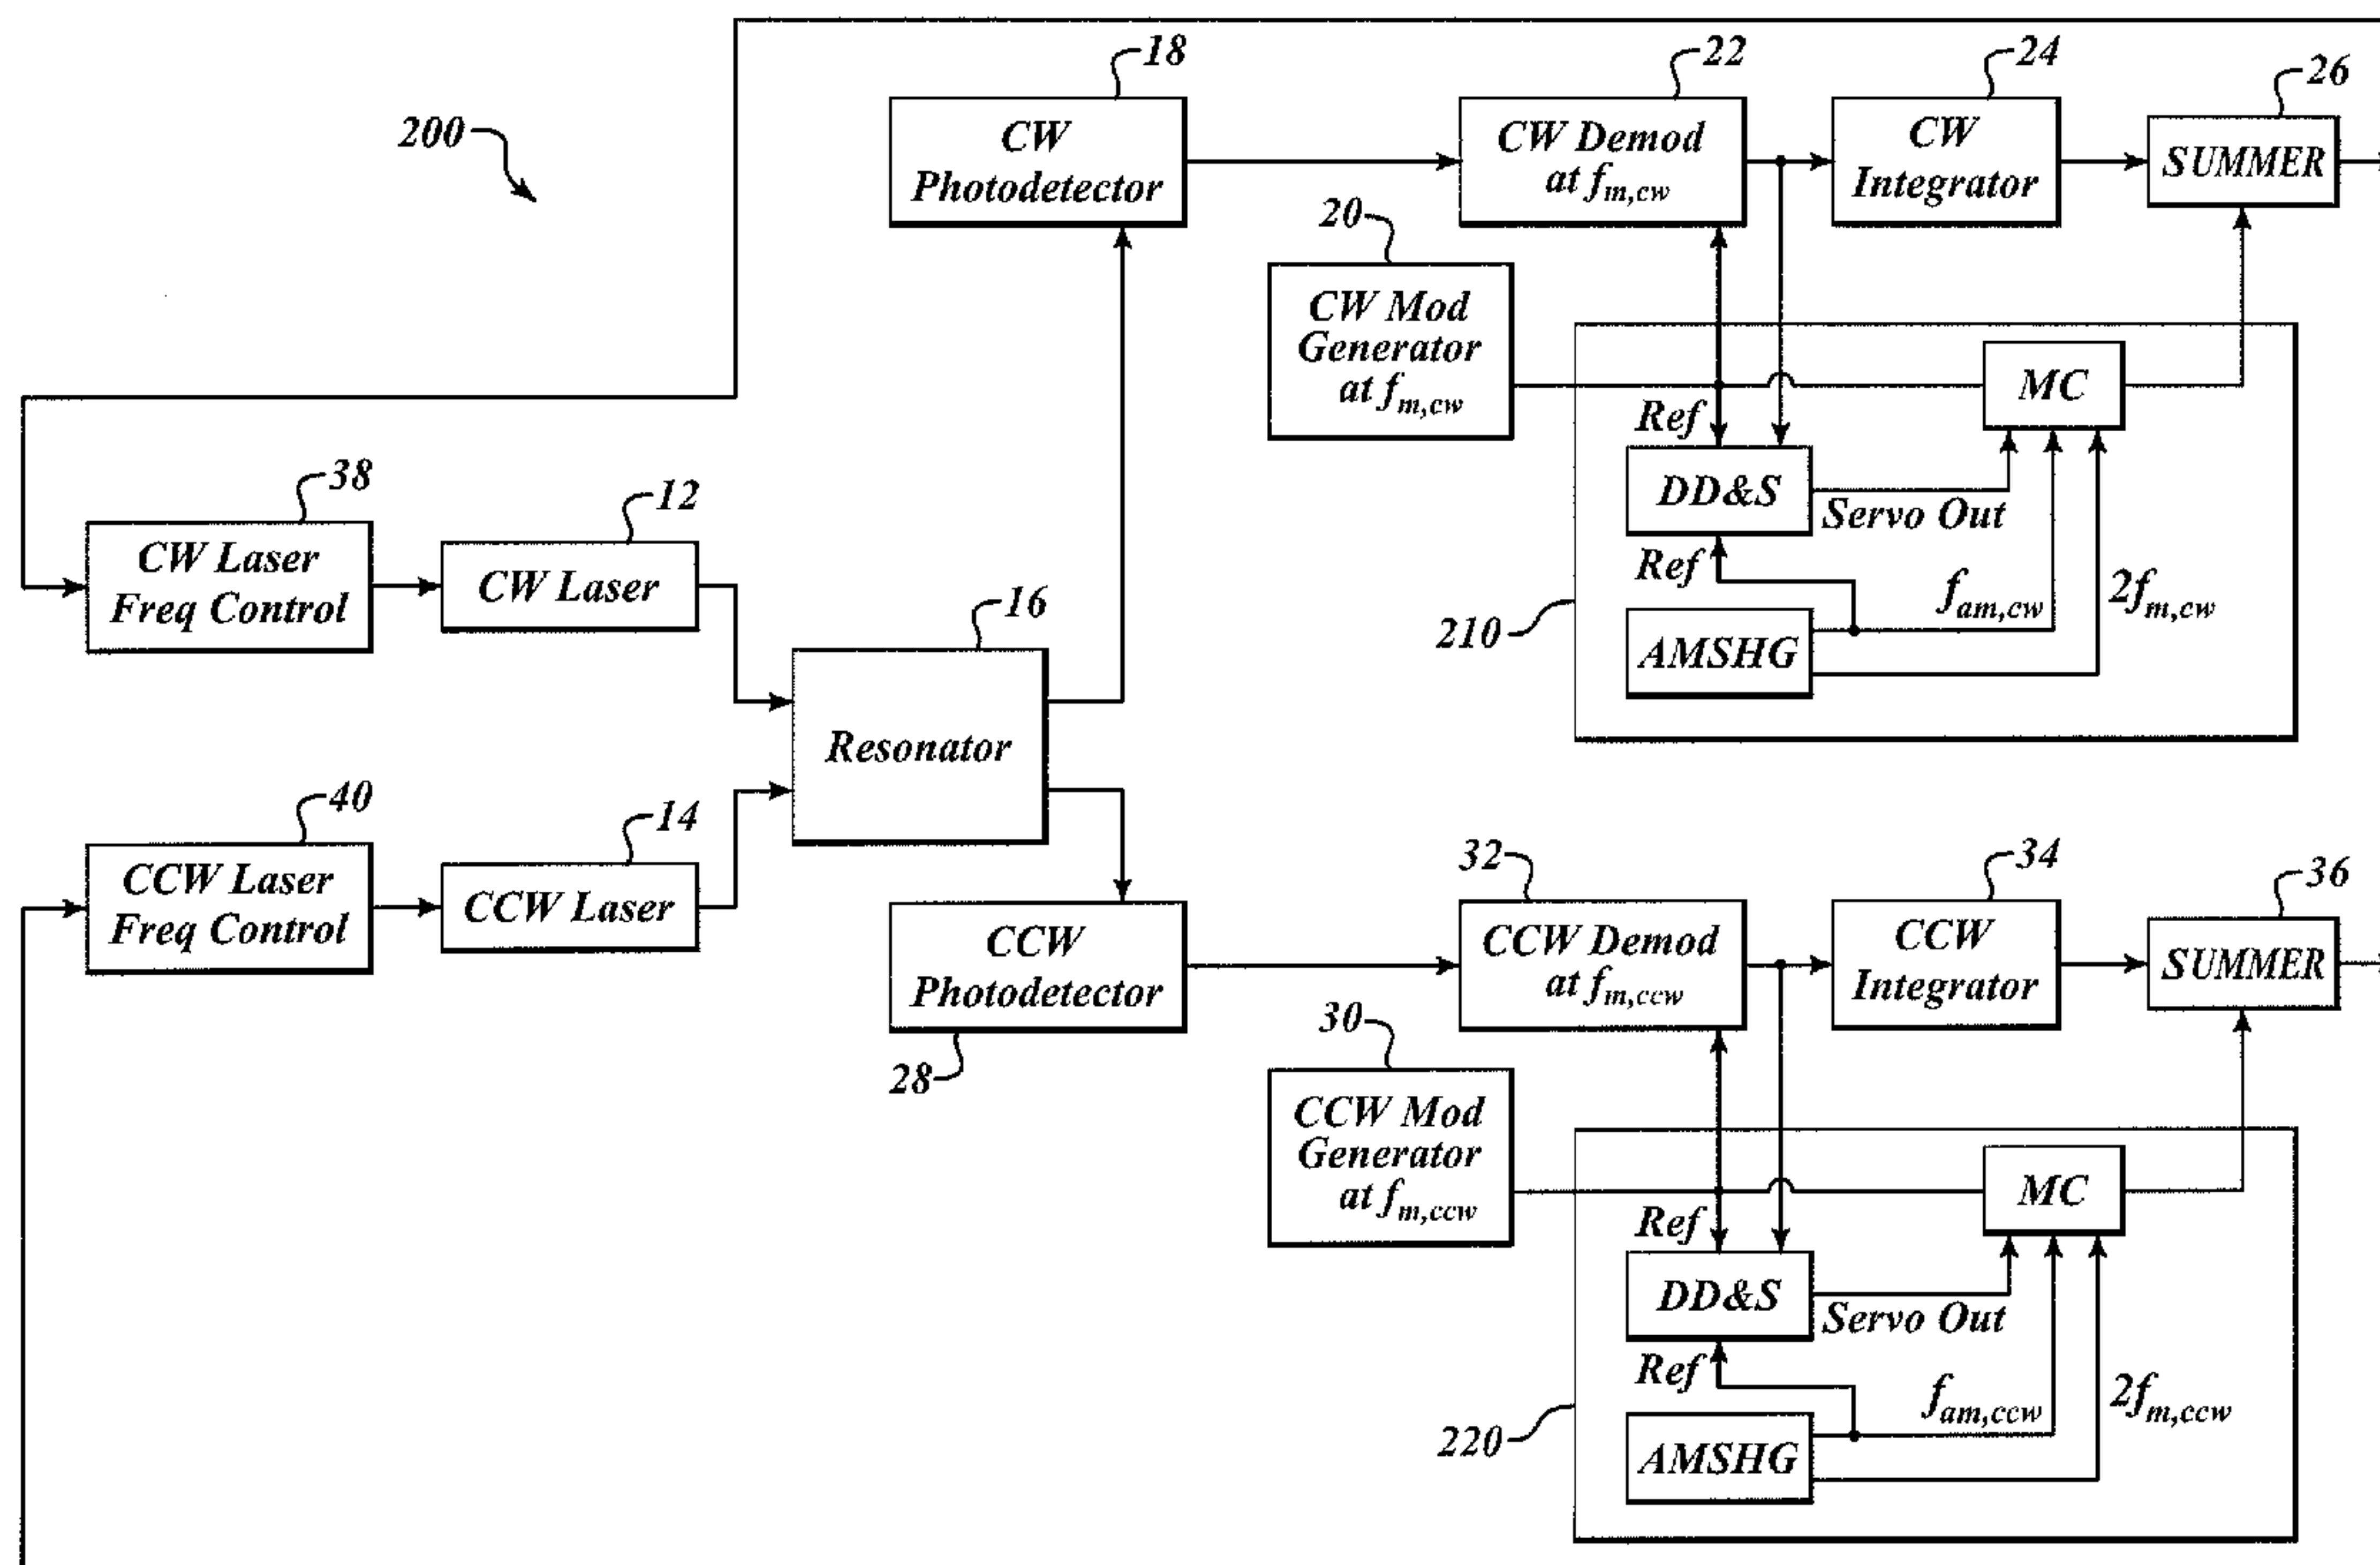 200
18
CW
Photodetector
22
CW Demod
at f_m,cw
24
CW
Integrator
26
SUMMER
20
CW Mod
Generator
at f_m,cw
MC
Ref
DD&S
Servo Out
Ref
f_am,cw
2f_m,cw
AMSHG
210
38
CW Laser
Freq Control
12
CW Laser
16
Resonator
40
CCW Laser
Freq Control
14
CCW Laser
CCW
Photodetector
28
32
CCW Demod
at f_m,ccw
34
CCW
Integrator
36
SUMMER
30
CCW Mod
Generator
at f_m,ccw
MC
Ref
DD&S
Servo Out
Ref
f_am,ccw
2f_m,ccw
AMSHG
220